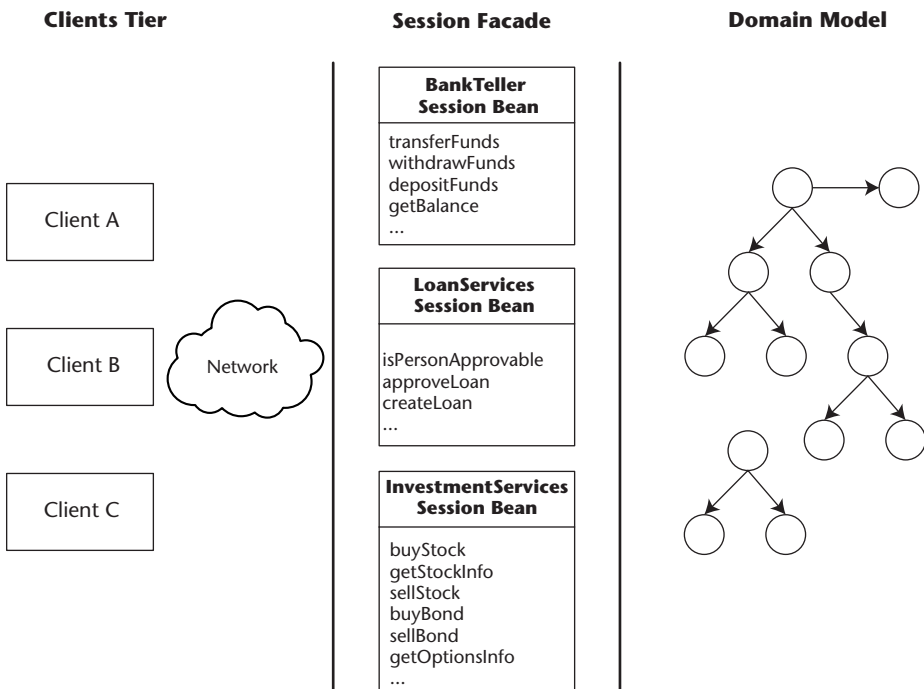 Clients Tier
Session Facade
Domain Model
BankTeller
Session Bean
transferFunds
withdrawFunds
depositFunds
getBalance
...
Client A
LoanServices
Session Bean
isPersonApprovable
approveLoan
createLoan
...
Client B
Network
InvestmentServices
Session Bean
buyStock
getStockInfo
sellStock
buyBond
sellBond
getOptionsInfo
...
Client C